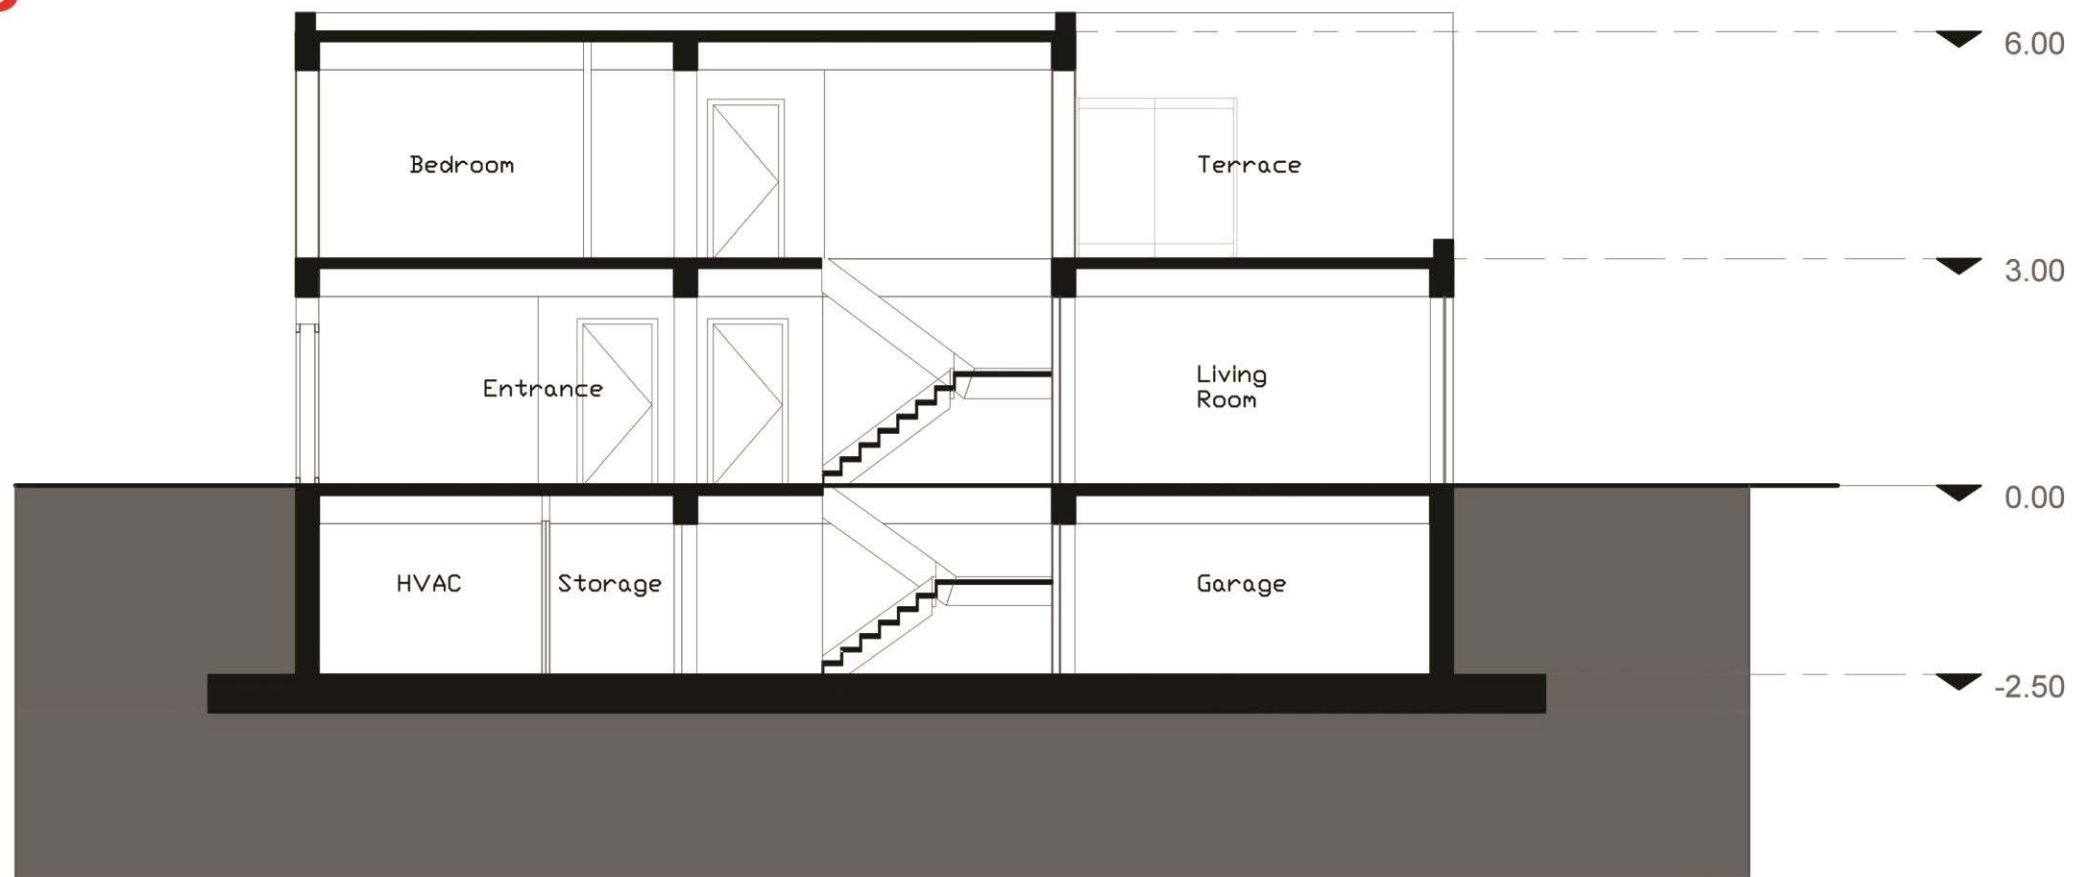 6.00
Bedroom
Terrace
3.00
Entrance
Living
Room
0.00
HVAC
Storage
Garage
-2.50